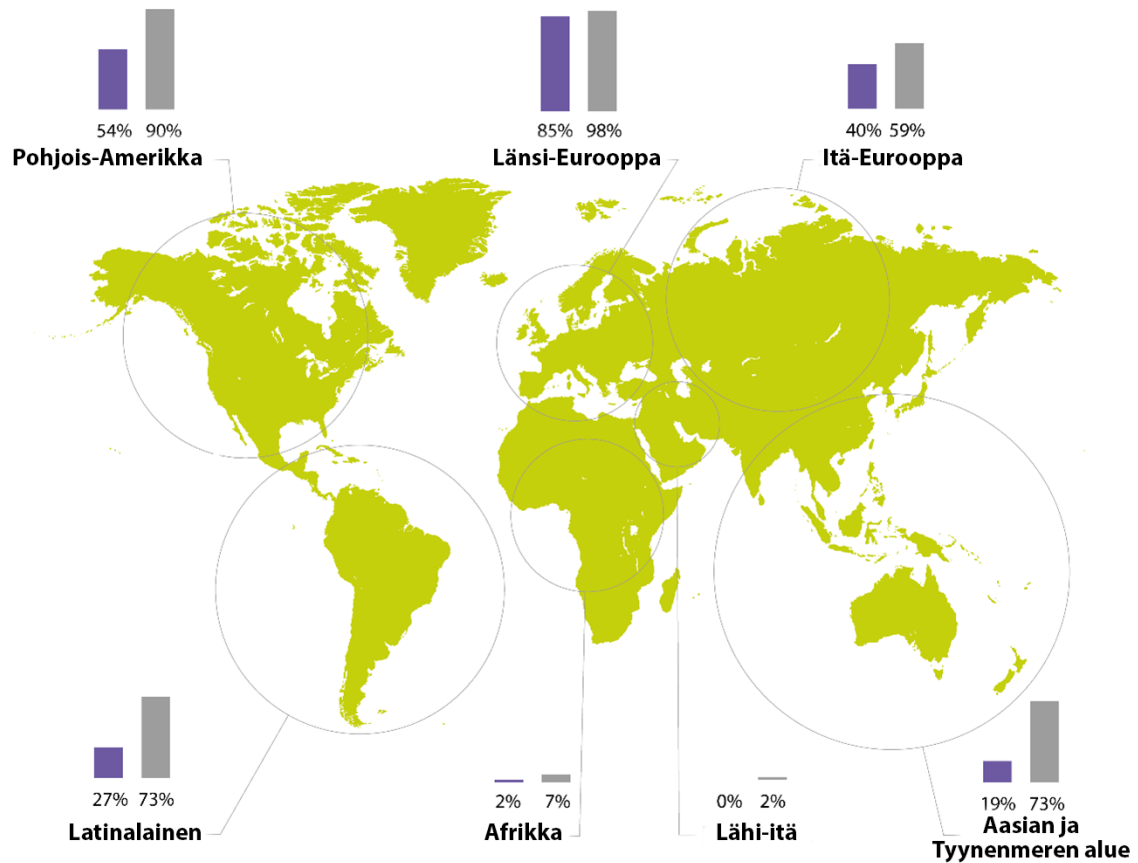 54% 90%
Pohjois-Amerikka
85% 98%
Länsi-Eurooppa
40% 59%
Itä-Eurooppa
27% 73%
Latinalainen
2% 7%
Afrikka
0% 2%
Lähi-itä
19% 73%
Aasian ja
Tyynenmeren alue